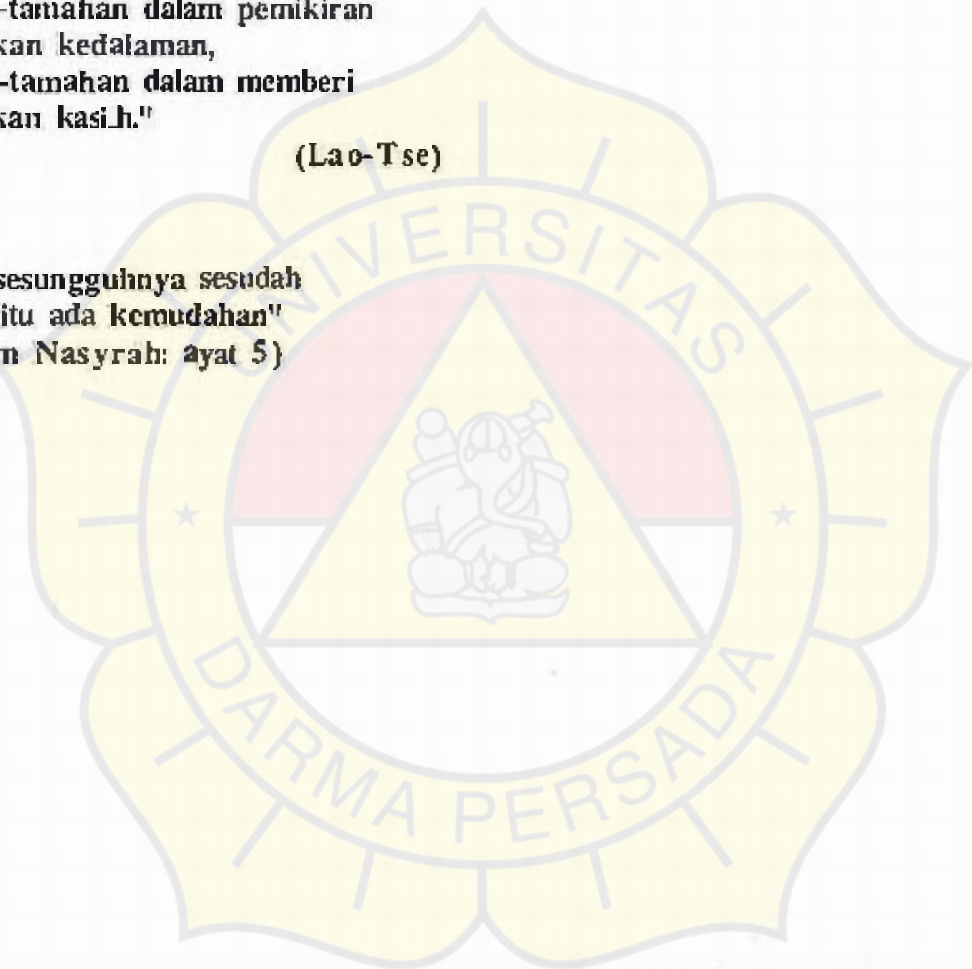 -tamahan dalam pemikiran
kan kedalaman,
-tamahan dalam memberi
kan kasih."
(Lao-Tse)
sesungguhnya sesudah
itu ada kemudahan"
m Nasyrah: ayat 5)
UNIVERSITAS
DARMA PERSADA